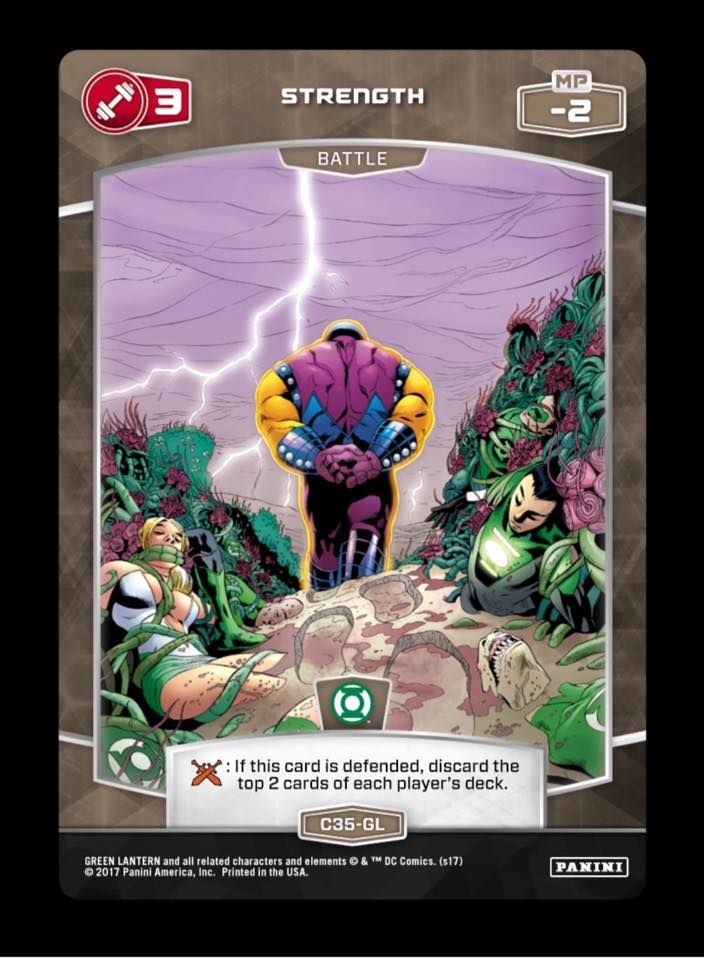 3
STRENGTH
MP
-2
BATTLE
: If this card is defended, discard the
top 2 cards of each player's deck.
C35-GL
GREEN LANTERN and all related characters and elements © & ™ DC Comics. (s17)
© 2017 Panini America, Inc. Printed in the USA.
PANINI